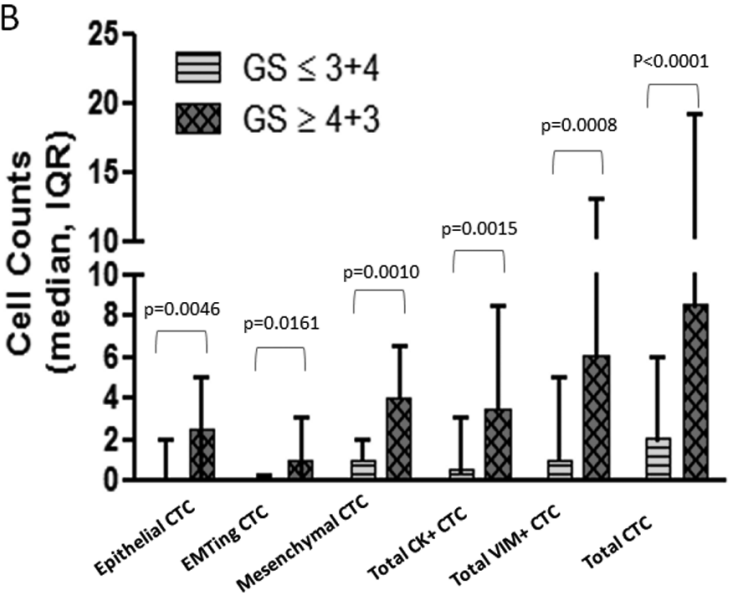 B
Cell Counts
(median, IQR)
25
20
15
10
10
8
6
4
2
0
GS ≤ 3+4
GS ≥ 4+3
p=0.0046
p=0.0161
p=0.0010
p=0.0015
p=0.0008
P<0.0001
Epithelial CTC
EMTing CTC
Mesenchymal CTC
Total CK+ CTC
Total VIM+ CTC
Total CTC